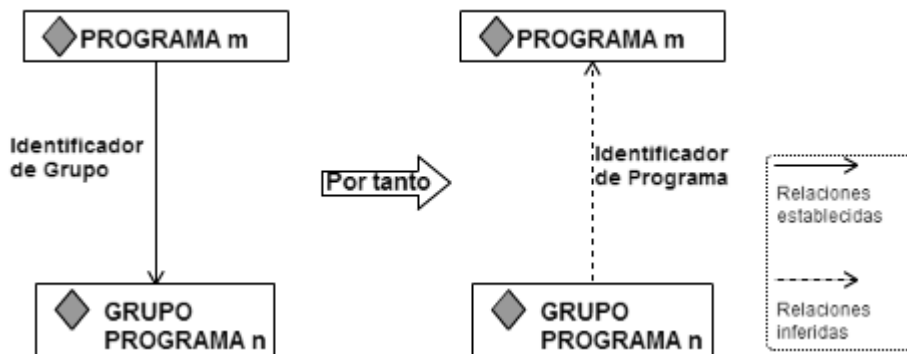 PROGRAMA m
PROGRAMA m
Identificador
de Grupo
Por tanto
Identificador
de Programa
Relaciones
establecidas
GRUPO
PROGRAMA n
GRUPO
PROGRAMA n
Relaciones
inferidas